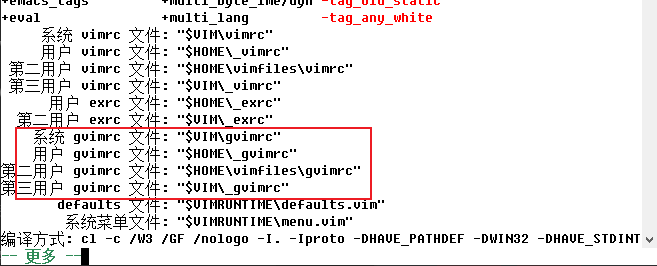 +emacs_tags +multi_byte_ime/dyn -tag_old_static
+eval +multi_lang -tag_any_white
系统 vimrc 文件: "$VIM\vimrc"
用户 vimrc 文件: "$HOME\_vimrc"
第二用户 vimrc 文件: "$HOME\vimfiles\vimrc"
第三用户 vimrc 文件: "$VIM\_vimrc"
用户 exrc 文件: "$HOME\_exrc"
第二用户 exrc 文件: "$VIM\_exrc"
系统 gvimrc 文件: "$VIM\gvimrc"
用户 gvimrc 文件: "$HOME\_gvimrc"
第二用户 gvimrc 文件: "$HOME\vimfiles\gvimrc"
第三用户 gvimrc 文件: "$VIM\_gvimrc"
defaults 文件: "$VIMRUNTIME\defaults.vim"
系统菜单文件: "$VIMRUNTIME\menu.vim"
编译方式: cl -c /W3 /GF /nologo -I. -Iproto -DHAVE_PATHDEF -DWIN32 -DHAVE_STDINT
-- 更多 --